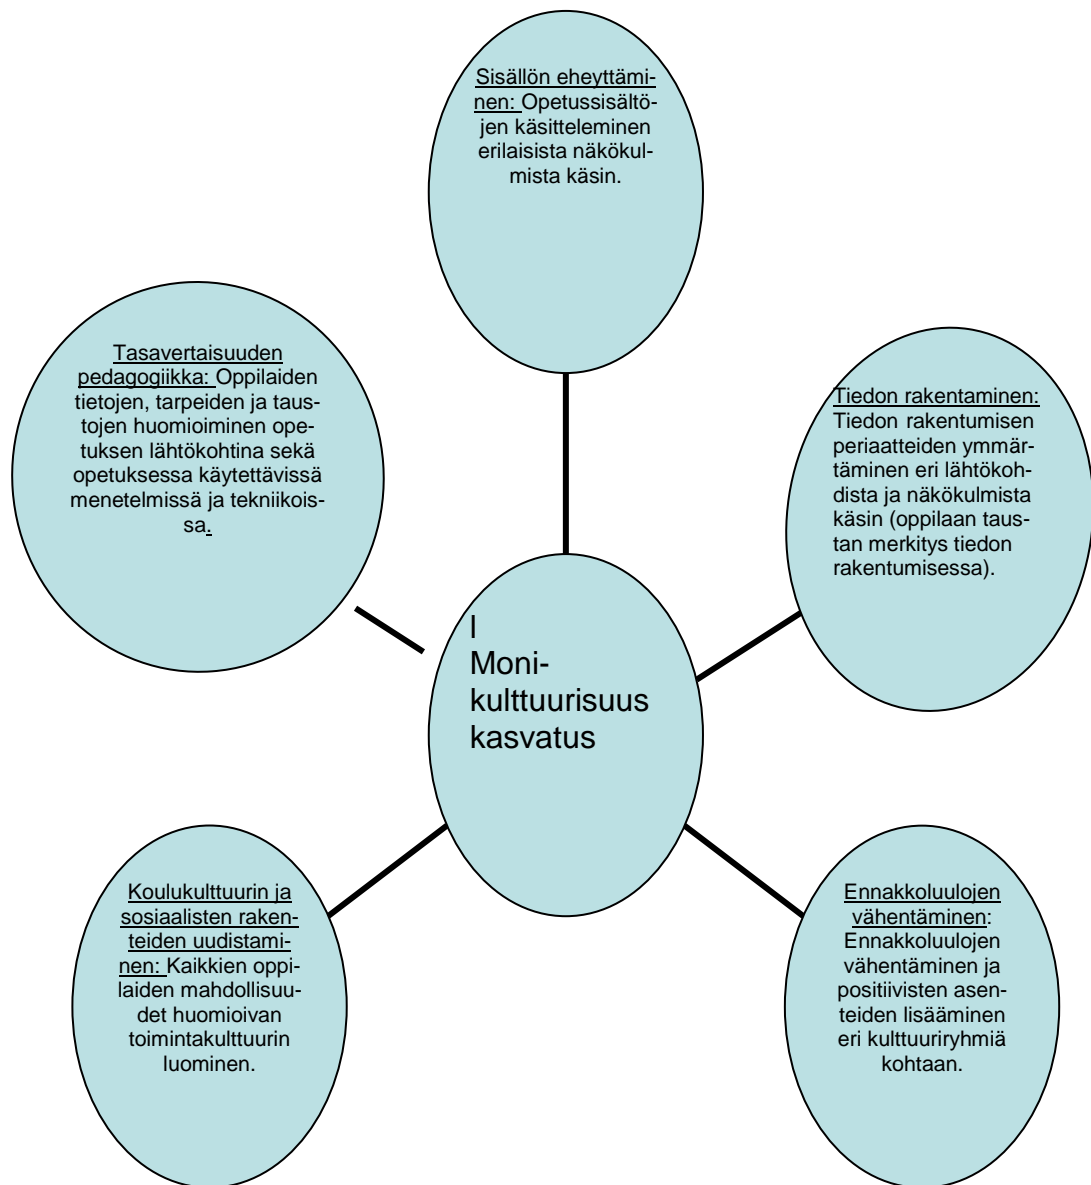 Sisällön eheyttämi-
nen: Opetussisältö-
jen käsitteleminen
erilaisista näkökul-
mista käsin.
Tasavertaisuuden
pedagogiikka: Oppilaiden
tietojen, tarpeiden ja taus-
tojen huomioiminen ope-
tuksen lähtökohtina sekä
opetuksessa käytettävissä
menetelmissä ja tekniikois-
sa.
Tiedon rakentaminen:
Tiedon rakentumisen
periaatteiden ymmär-
täminen eri lähtökoh-
dista ja näkökulmista
käsin (oppilaan taus-
tan merkitys tiedon
rakentumisessa).
I
Moni-
kulttuurisuus
kasvatus
Koulukulttuurin ja
sosiaalisten raken-
teiden uudistami-
nen: Kaikkien oppi-
laiden mahdollisuu-
det huomioivan
toimintakulttuurin
luominen.
Ennakkoluulojen
vähentäminen:
Ennakkoluulojen
vähentäminen ja
positiivisten asen-
teiden lisääminen
eri kulttuuriryhmiä
kohtaan.